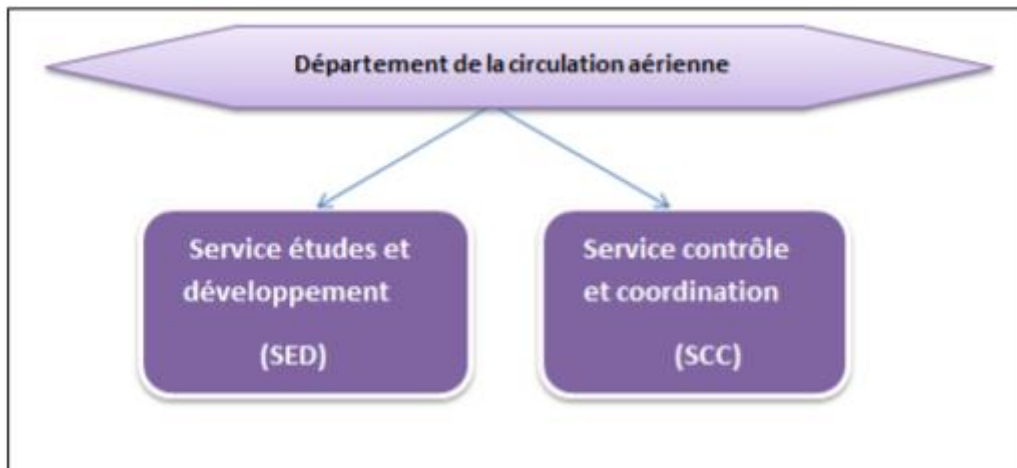 Département de la circulation aérienne
Service études et
développement
(SED)
Service contrôle
et coordination
(SCC)